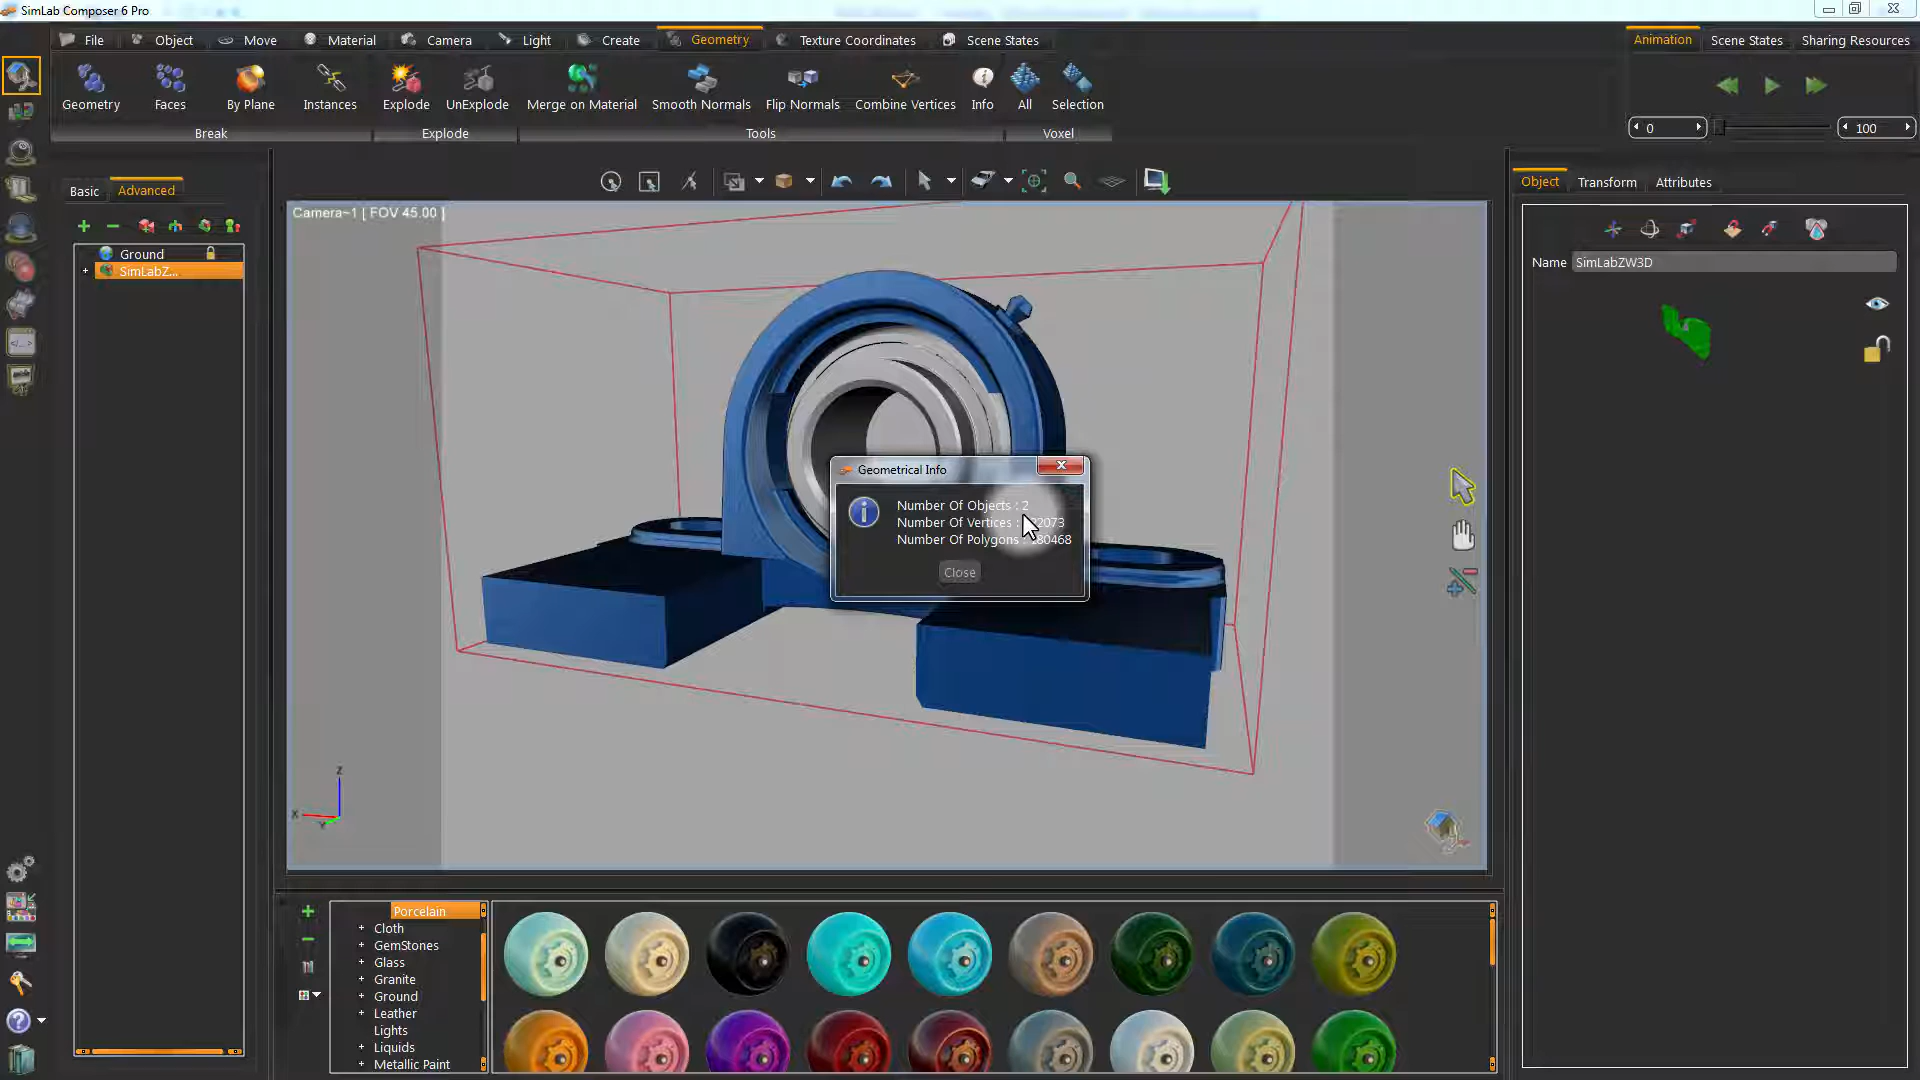 SimLab Composer 6 Pro
File Object Move Material Camera Light Create Geometry Texture Coordinates Scene States
Animation Scene States Sharing Resources
Geometry Faces By Plane Instances Explode UnExplode Merge on Material Smooth Normals Flip Normals Combine Vertices Info All Selection
Break Explode Tools Voxel
0 100
Basic Advanced
Object Transform Attributes
Camera~1 [ FOV 45.00 ]
Ground
SimLabZ...
Name SimLabZW3D
Geometrical Info
Number Of Objects : 2
Number Of Vertices :
Number Of Polygons :
Close
Z
X
Y
Porcelain
Cloth
GemStones
Glass
Granite
Ground
Leather
Lights
Liquids
Metallic Paint